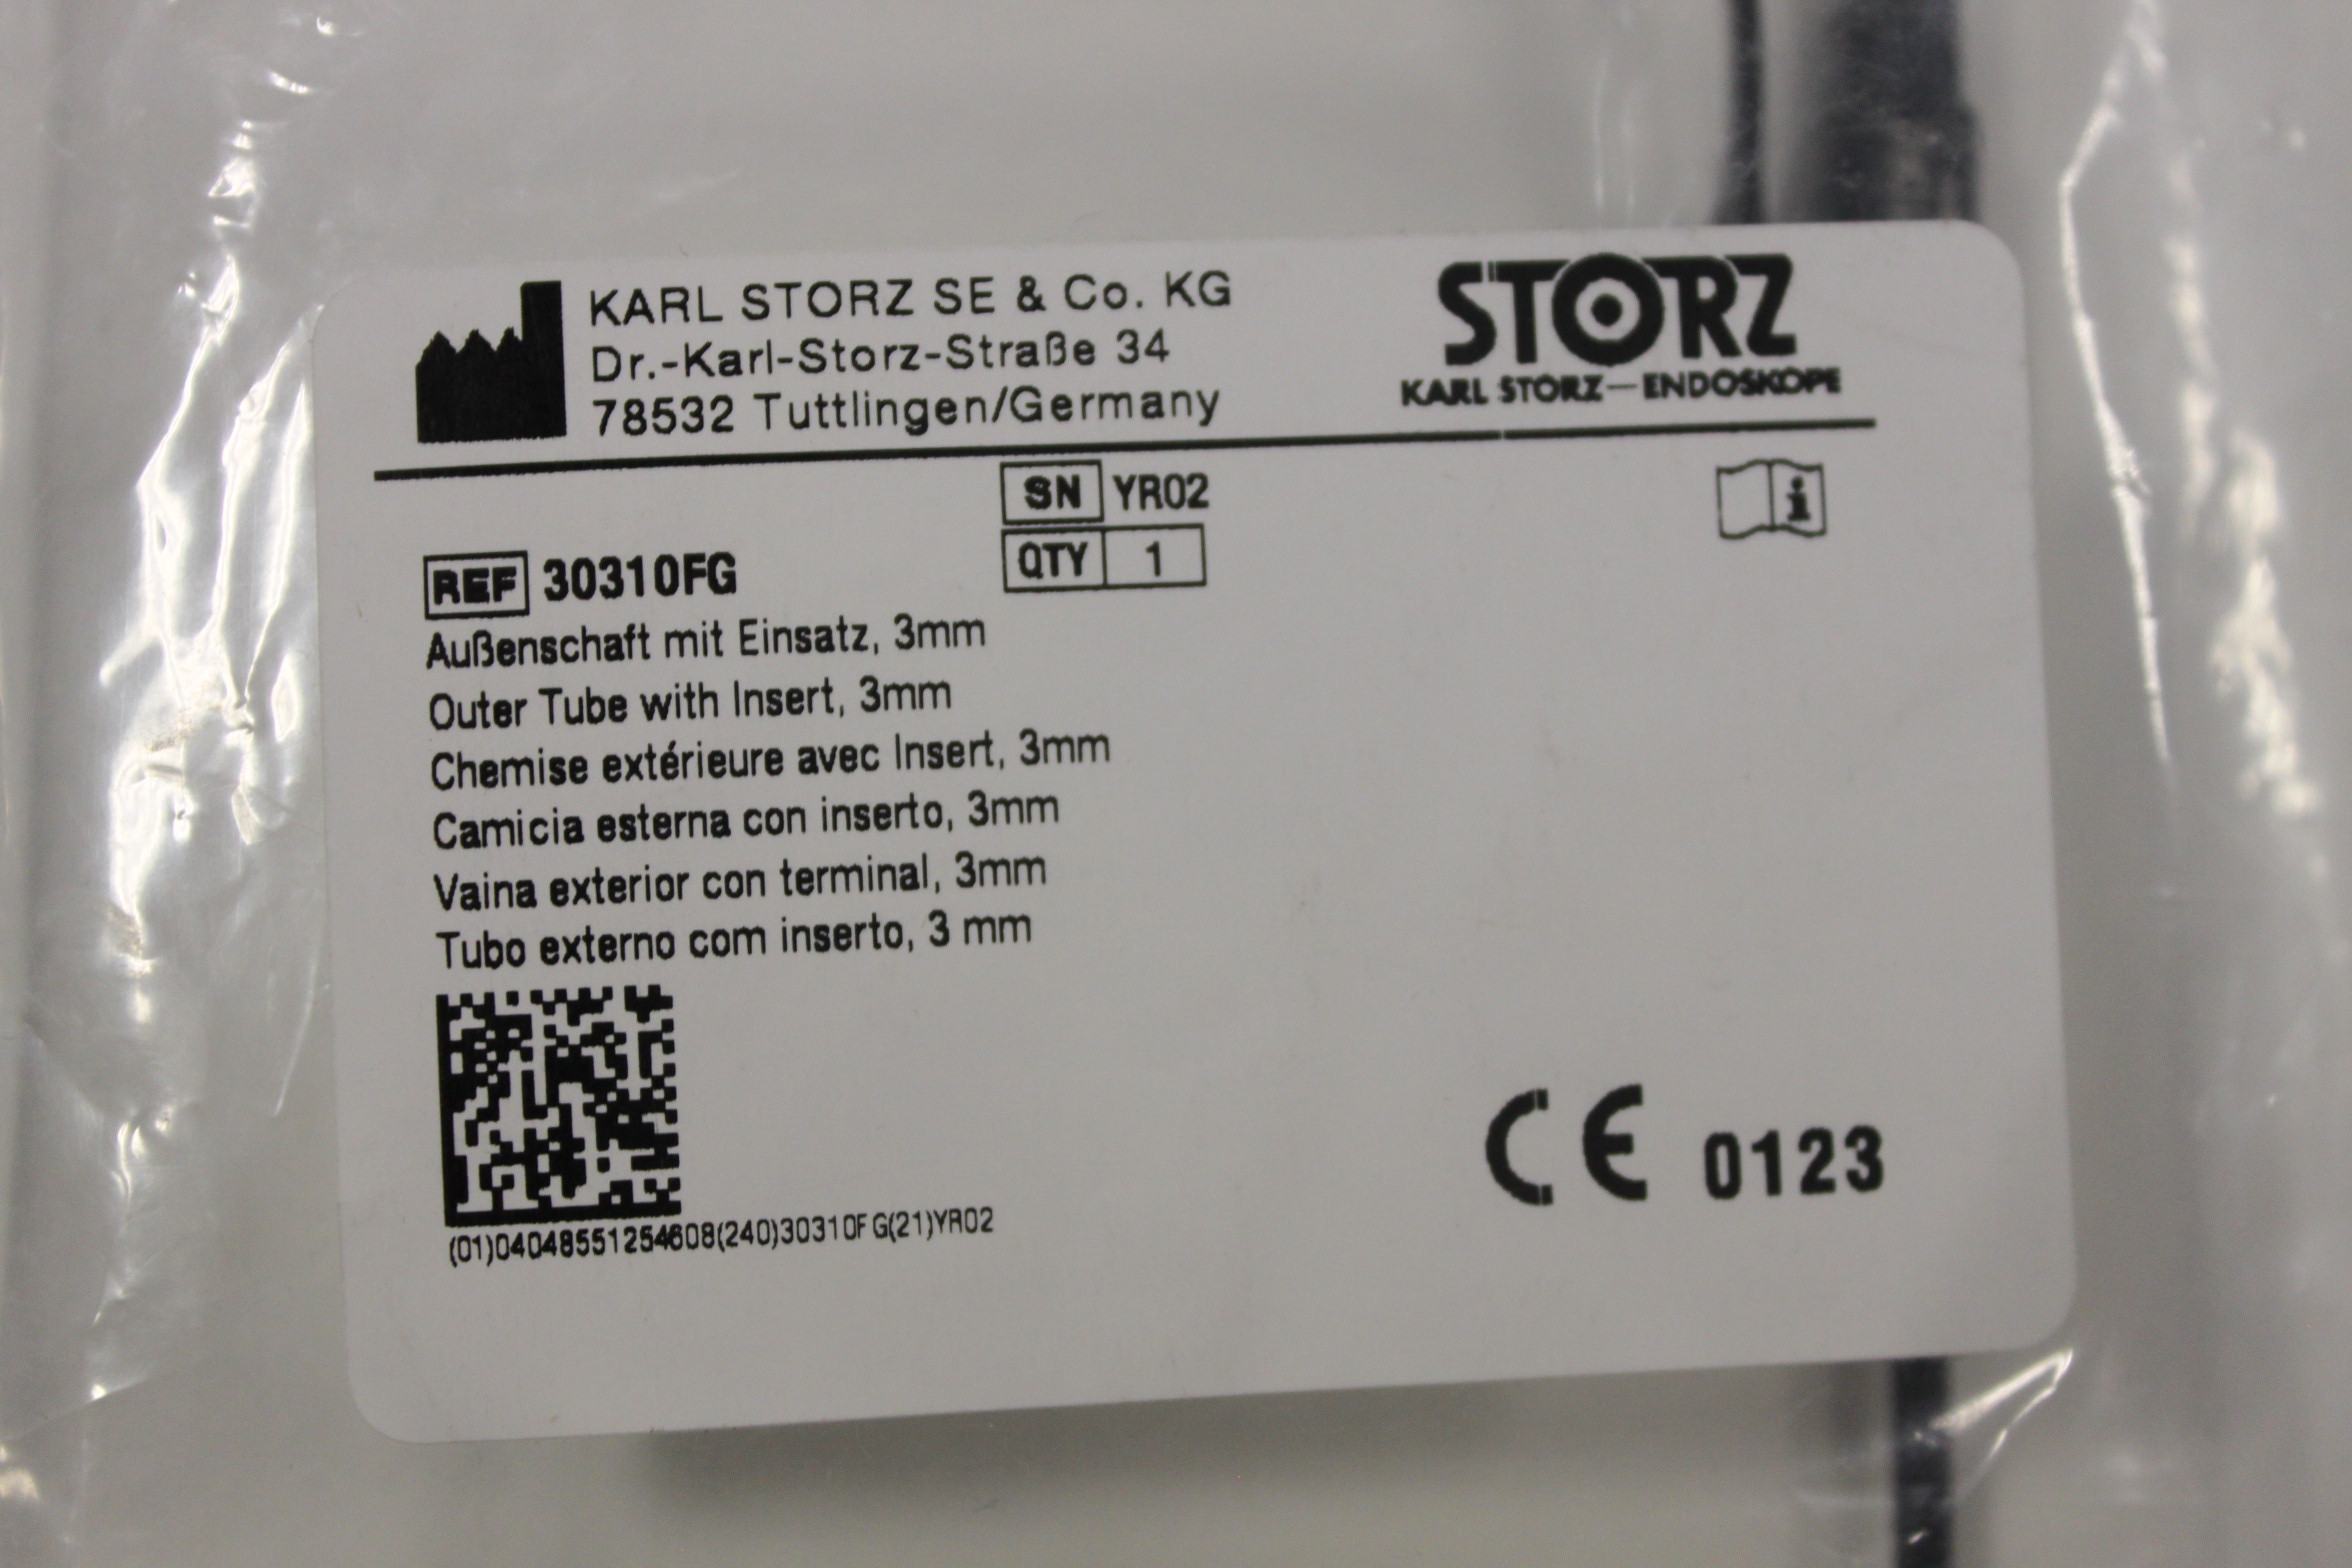 KARL STORZ SE & Co. KG
Dr.-Karl-Storz-Straße 34
78532 Tuttlingen/Germany
STORZ
KARL STORZ—ENDOSKOPE
SN YR02
QTY 1
REF 30310FG
Außenschaft mit Einsatz, 3mm
Outer Tube with Insert, 3mm
Chemise extérieure avec Insert, 3mm
Camicia esterna con inserto, 3mm
Vaina exterior con terminal, 3mm
Tubo externo com inserto, 3 mm
(01)04048551254608(240)30310FG(21)YR02
CE 0123